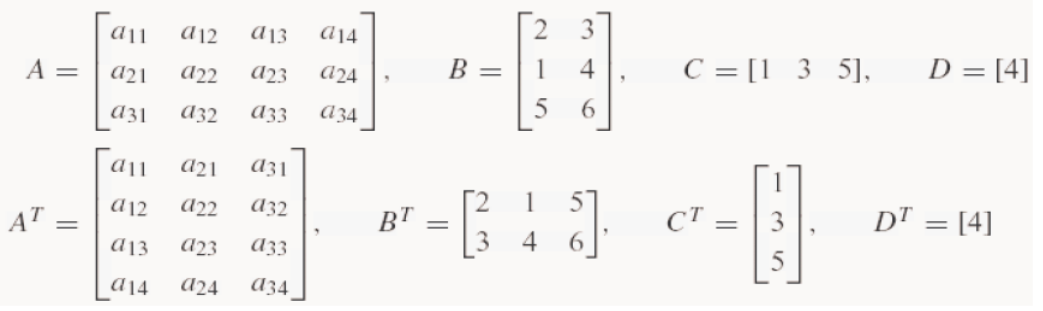 A = [a11 a12 a13 a14
a21 a22 a23 a24
a31 a32 a33 a34],
B = [2 3
1 4
5 6],
C = [1 3 5],
D = [4]
A^T = [a11 a21 a31
a12 a22 a32
a13 a23 a33
a14 a24 a34],
B^T = [2 1 5
3 4 6],
C^T = [1
3
5],
D^T = [4]